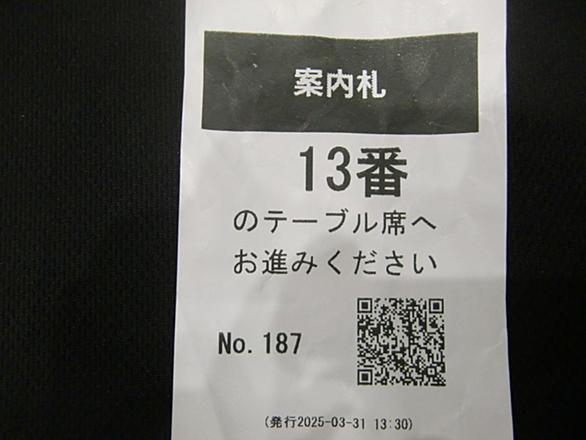 案内札
13番
のテーブル席へ
お進みください
No. 187
(発行2025-03-31 13:30)